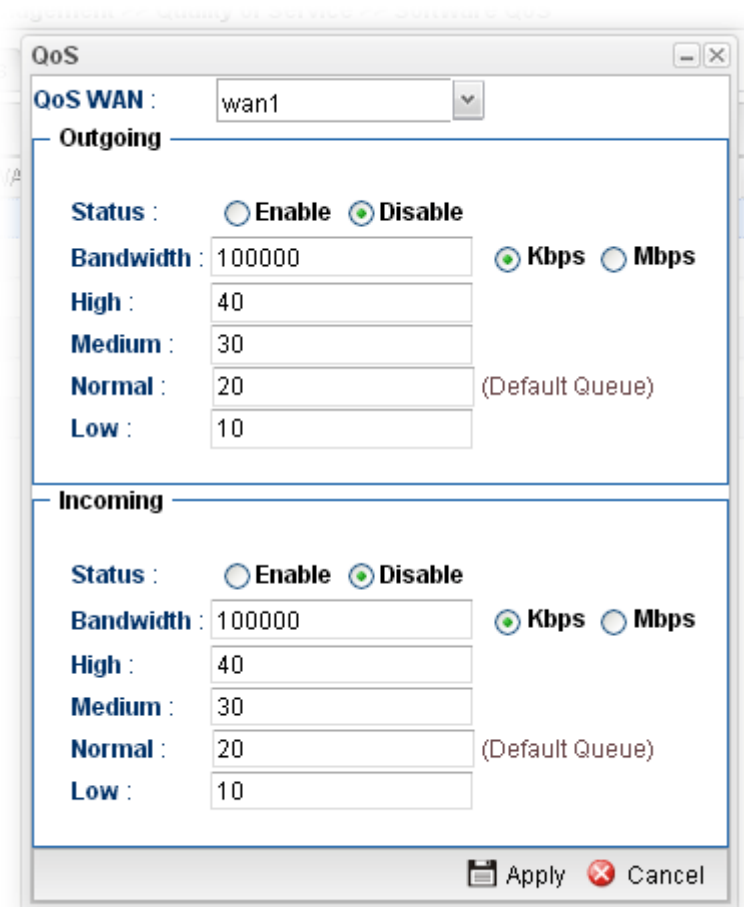 QoS
QoS WAN : wan1
Outgoing
Status : Enable Disable
Bandwidth : 100000 Kbps Mbps
High : 40
Medium : 30
Normal : 20 (Default Queue)
Low : 10
Incoming
Status : Enable Disable
Bandwidth : 100000 Kbps Mbps
High : 40
Medium : 30
Normal : 20 (Default Queue)
Low : 10
Apply Cancel